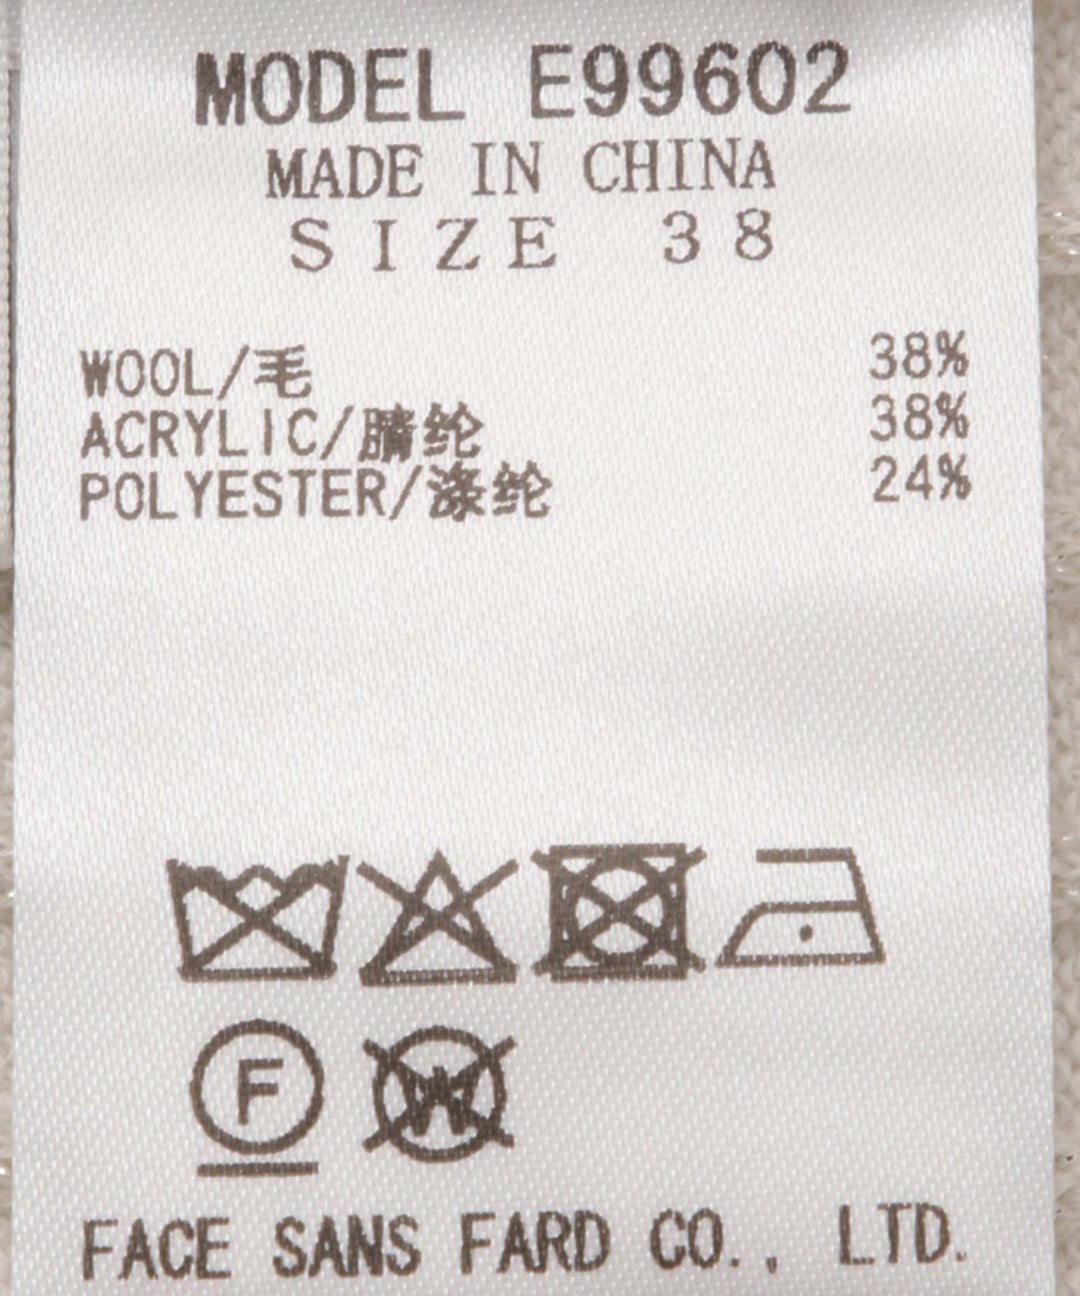 MODEL E99602
MADE IN CHINA
SIZE 38
WOOL/毛 38%
ACRYLIC/腈纶 38%
POLYESTER/涤纶 24%
F W
FACE SANS FARD CO., LTD.